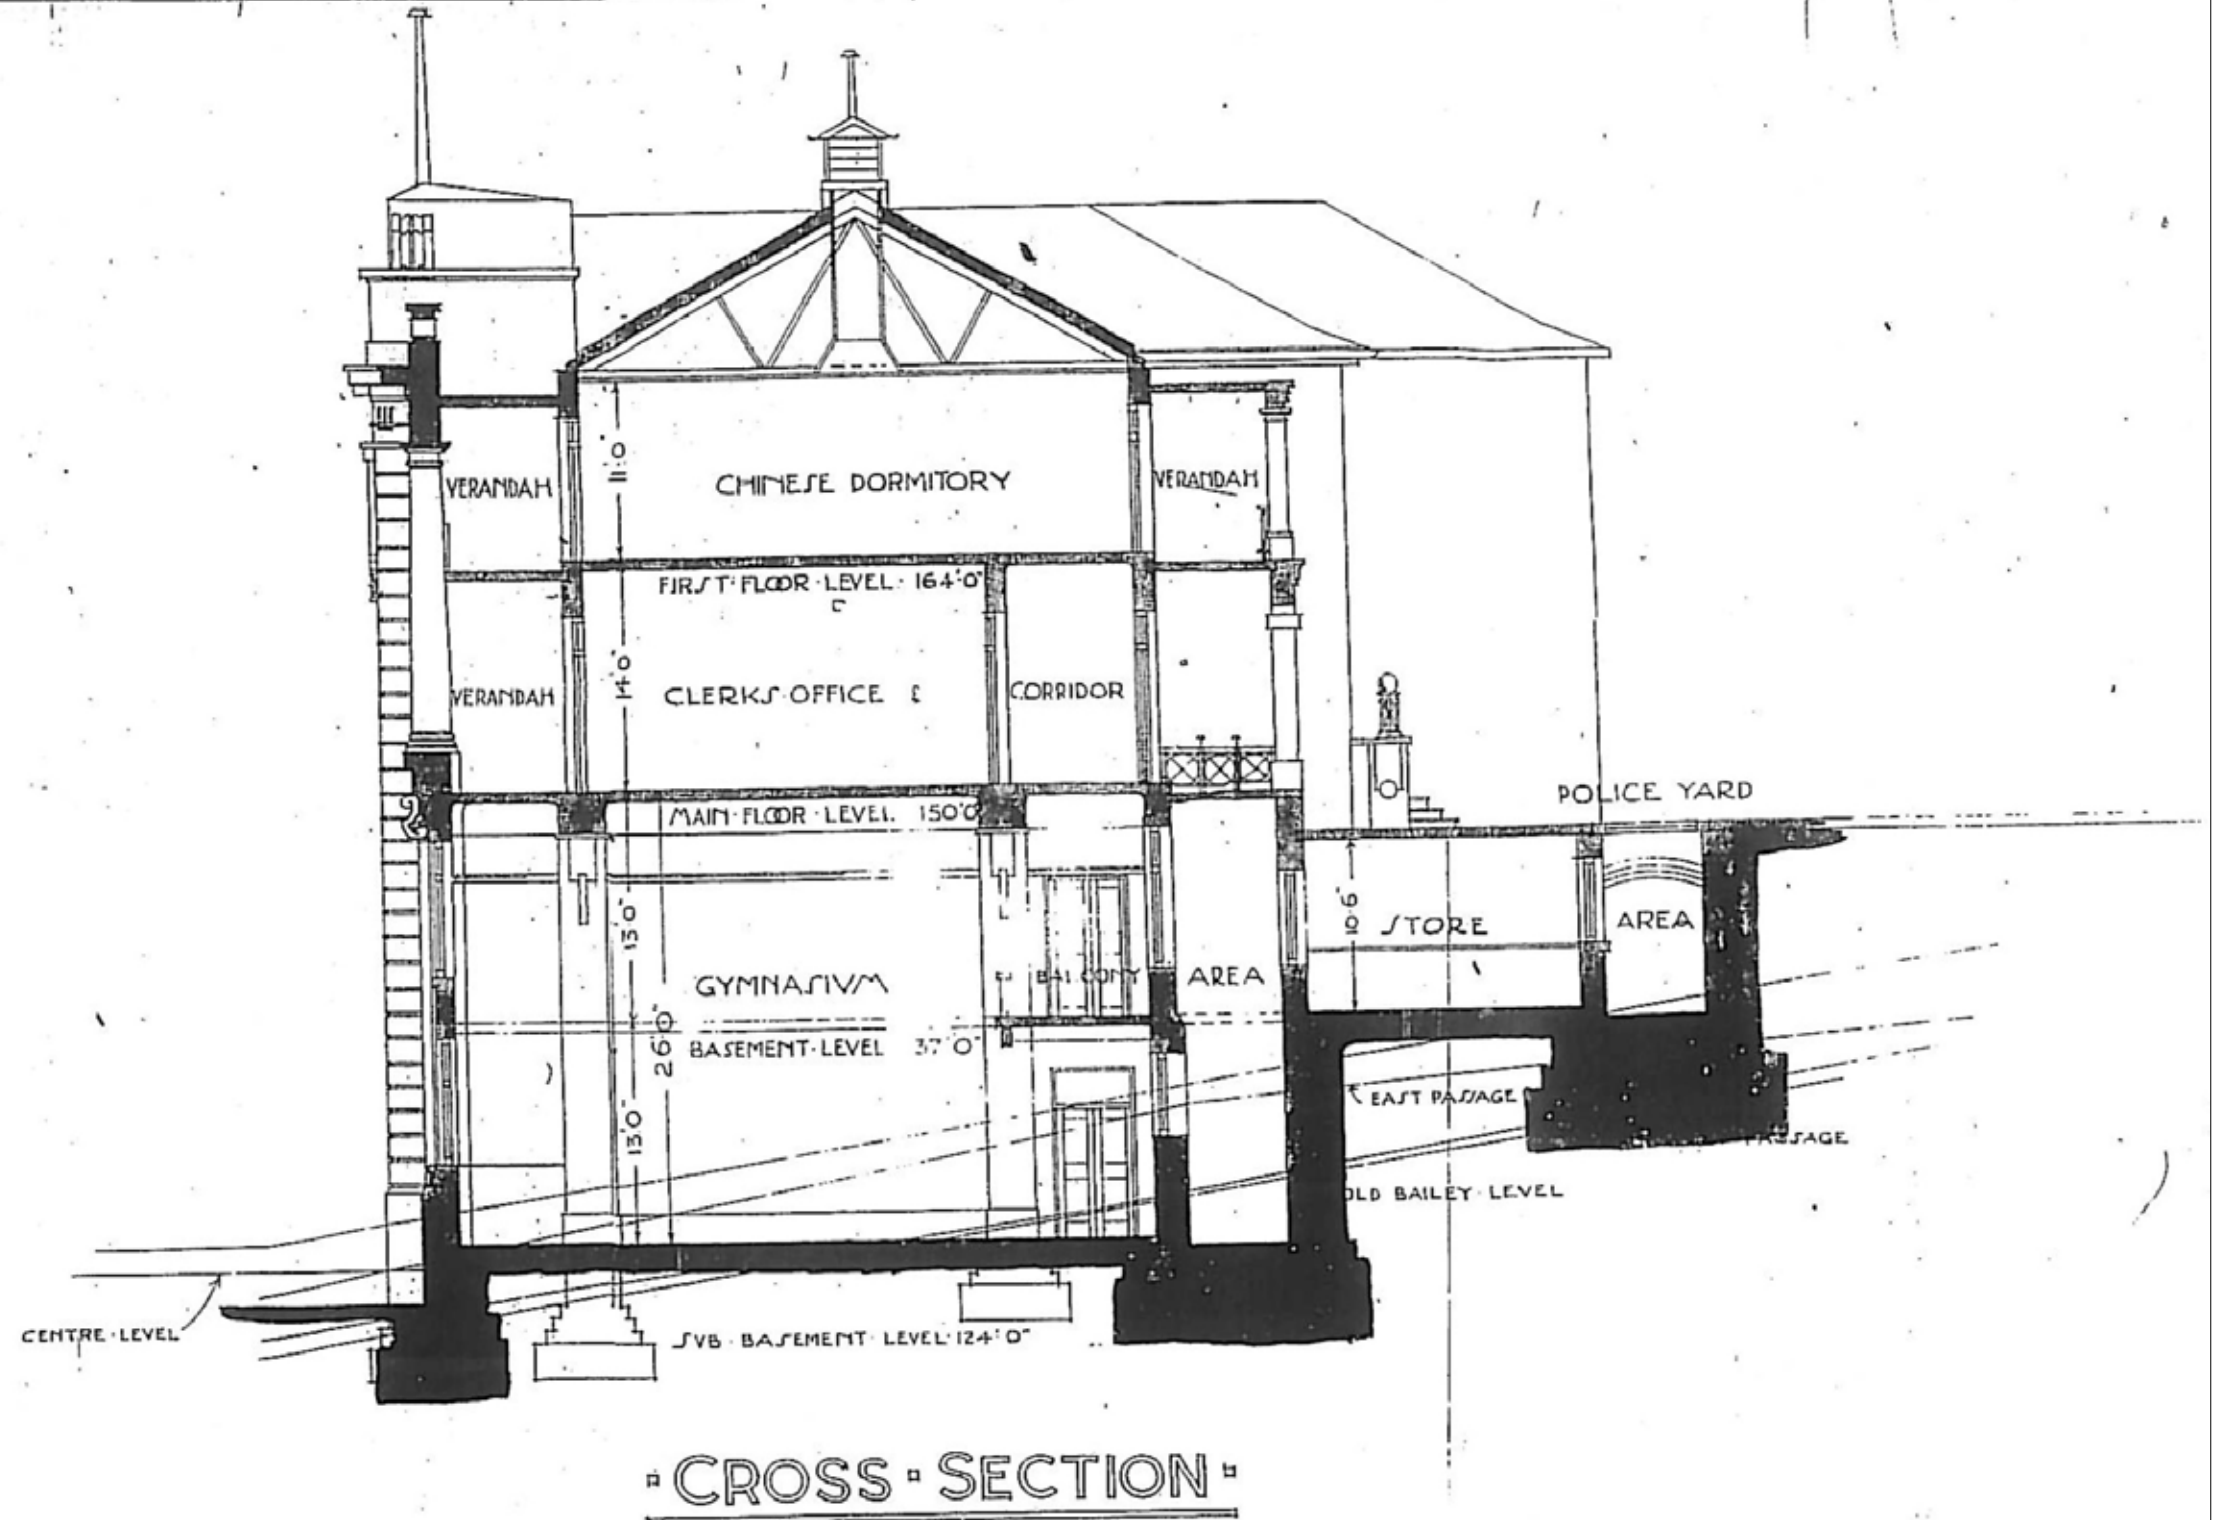 VERANDAH
11'·0"
CHINESE DORMITORY
VERANDAH
FIRST·FLOOR·LEVEL· 164'·0"
VERANDAH
14'·0"
CLERKS·OFFICE
CORRIDOR
POLICE YARD
MAIN·FLOOR·LEVEL. 150'0"
13'0"
10'·6"
STORE
AREA
GYMNASIUM
BALCONY
AREA
26'·0"
BASEMENT·LEVEL 37'0"
EAST PASSAGE
13'0"
PASSAGE
OLD BAILEY·LEVEL
CENTRE·LEVEL
SUB·BASEMENT·LEVEL·124'·0"
·CROSS·SECTION·